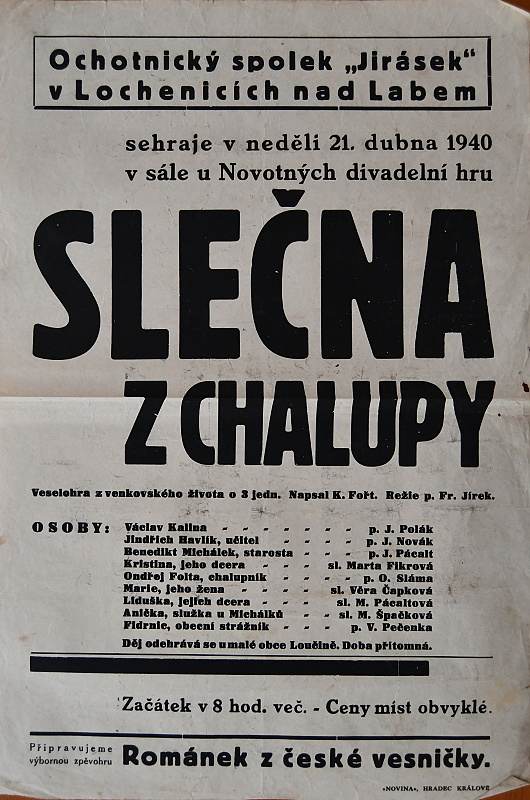 Ochotnický spolek „Jirásek“
v Lochenicích nad Labem
sehraje v neděli 21. dubna 1940
v sále u Novotných divadelní hru
SLEČNA
Z CHALUPY
Veselohra z venkovského života o 3 jedn. Napsal K. Fořt. Režie p. Fr. Jírek.
OSOBY:
Václav Kalina " " " " " " " p. J. Polák
Jindřich Havlík, učitel " " " " " p. J. Novák
Benedikt Michálek, starosta " " " " p. J. Pácalt
Kristina, jeho dcera " " " " sl. Marta Fikrová
Ondřej Folta, chalupník " " " " " p. O. Sláma
Marie, jeho žena " " " " " sl. Věra Čapková
Liduška, jejich dcera " " " " sl. M. Pácaltová
Anička, služka u Michálků " " " sl. M. Špačková
Fidrnic, obecní strážník " " " " p. V. Pečenka
Děj odehrává se u malé obce Loučině. Doba přítomná.
Začátek v 8 hod. več. - Ceny míst obvyklé.
Připravujeme
výbornou zpěvohru
Románek z české vesničky.
«NOVINA», HRADEC KRÁLOVÉ